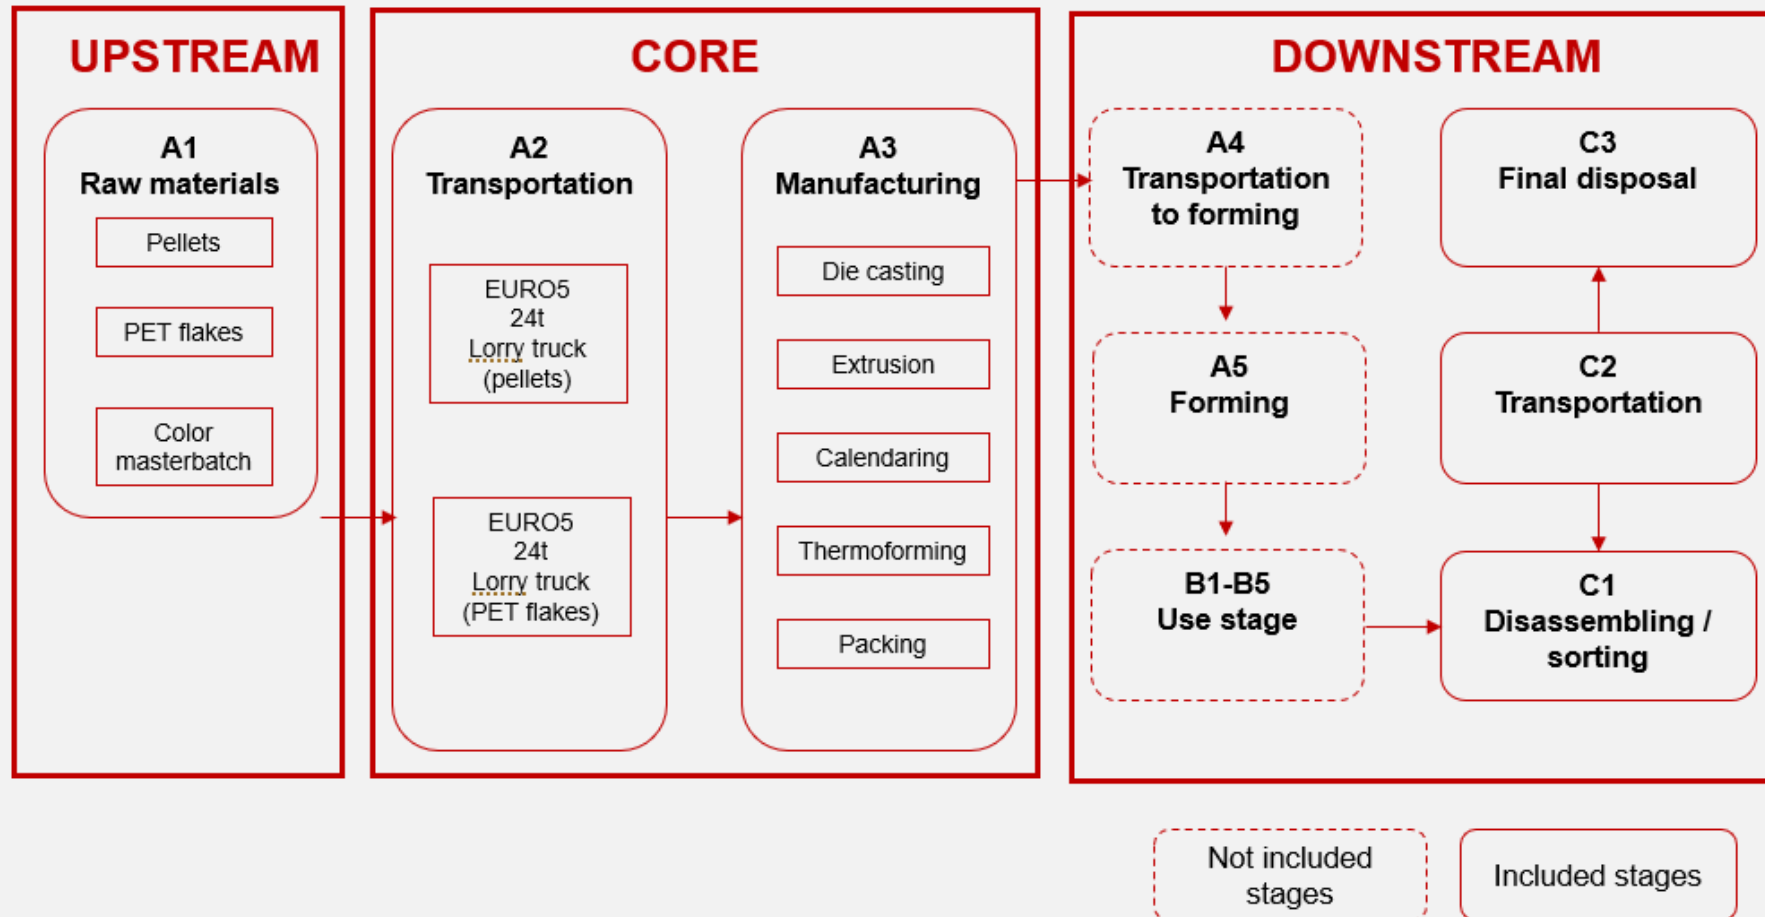 UPSTREAM
A1
Raw materials
Pellets
PET flakes
Color
masterbatch
CORE
A2
Transportation
EURO5
24t
Lorry truck
(pellets)
EURO5
24t
Lorry truck
(PET flakes)
A3
Manufacturing
Die casting
Extrusion
Calendaring
Thermoforming
Packing
DOWNSTREAM
A4
Transportation
to forming
A5
Forming
B1-B5
Use stage
C3
Final disposal
C2
Transportation
C1
Disassembling /
sorting
Not included
stages
Included stages